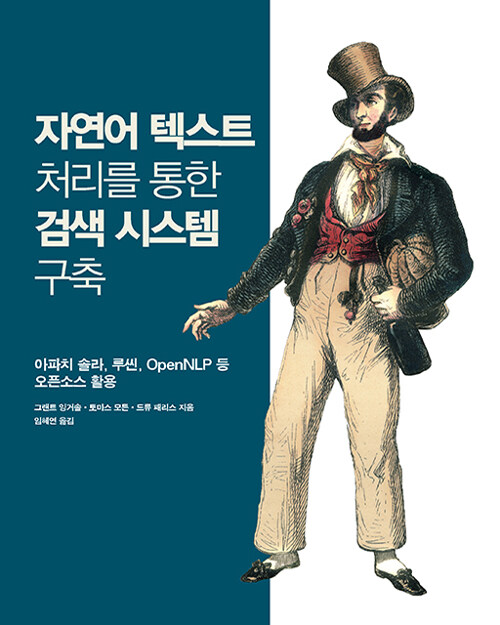 자연어 텍스트
처리를 통한
검색 시스템
구축
아파치 솔라, 루씬, OpenNLP 등
오픈소스 활용
그랜트 잉거솔 • 토마스 모튼 • 드류 패리스 지음
임혜연 옮김